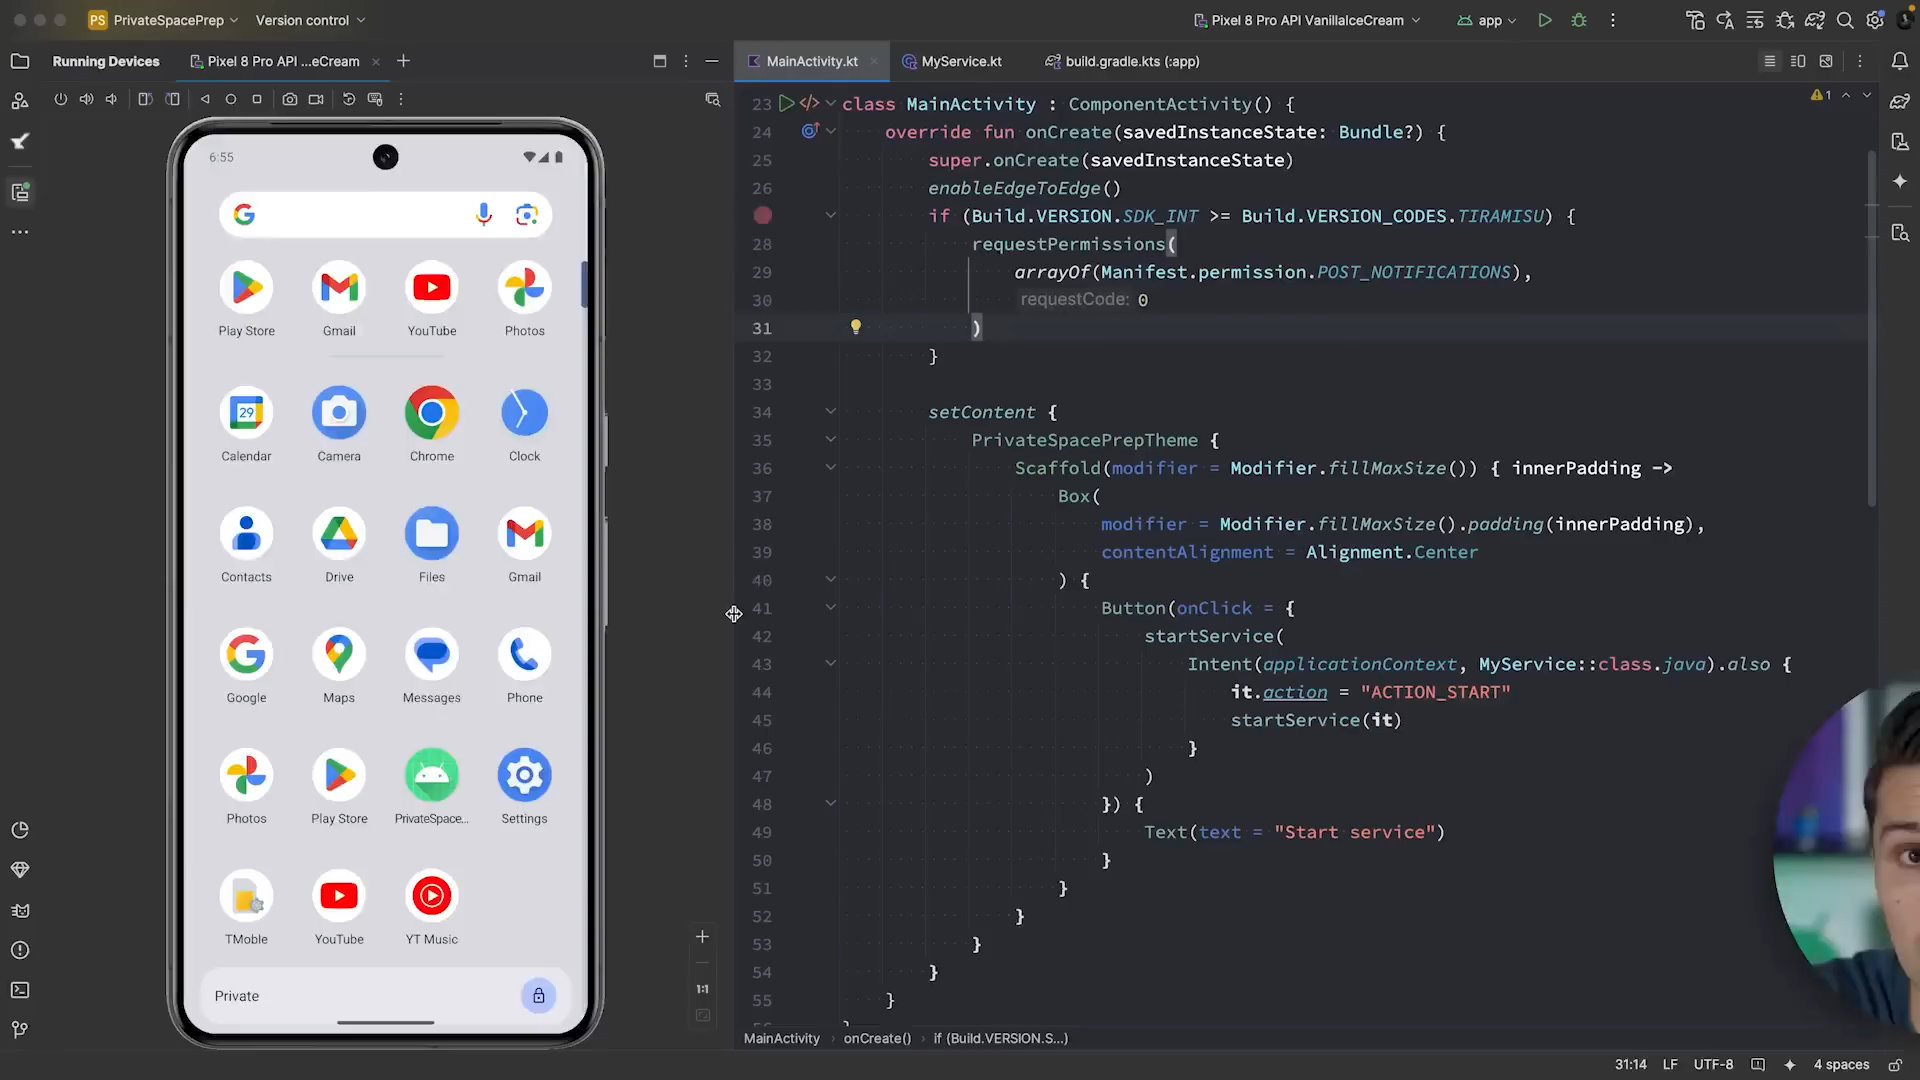 PS PrivateSpacePrep Version control Pixel 8 Pro API VanillaIceCream app
Running Devices Pixel 8 Pro API ...eCream
MainActivity.kt MyService.kt build.gradle.kts (:app)
6:55
Play Store Gmail YouTube Photos
29
Calendar Camera Chrome Clock
Contacts Drive Files Gmail
Google Maps Messages Phone
Photos Play Store PrivateSpace... Settings
TMoble YouTube YT Music
Private
1:1
1
23 class MainActivity : ComponentActivity() {
24 override fun onCreate(savedInstanceState: Bundle?) {
25 super.onCreate(savedInstanceState)
26 enableEdgeToEdge()
if (Build.VERSION.SDK_INT >= Build.VERSION_CODES.TIRAMISU) {
28 requestPermissions(
29 arrayOf(Manifest.permission.POST_NOTIFICATIONS),
30 requestCode: 0
31 )
32 }
33
34 setContent {
35 PrivateSpacePrepTheme {
36 Scaffold(modifier = Modifier.fillMaxSize()) { innerPadding ->
37 Box(
38 modifier = Modifier.fillMaxSize().padding(innerPadding),
39 contentAlignment = Alignment.Center
40 ) {
41 Button(onClick = {
42 startService(
43 Intent(applicationContext, MyService::class.java).also {
44 it.action = "ACTION_START"
45 startService(it)
46 }
47 )
48 }) {
49 Text(text = "Start service")
50 }
51 }
52 }
53 }
54 }
55 }
MainActivity › onCreate() › if (Build.VERSION.S...)
31:14 LF UTF-8 4 spaces